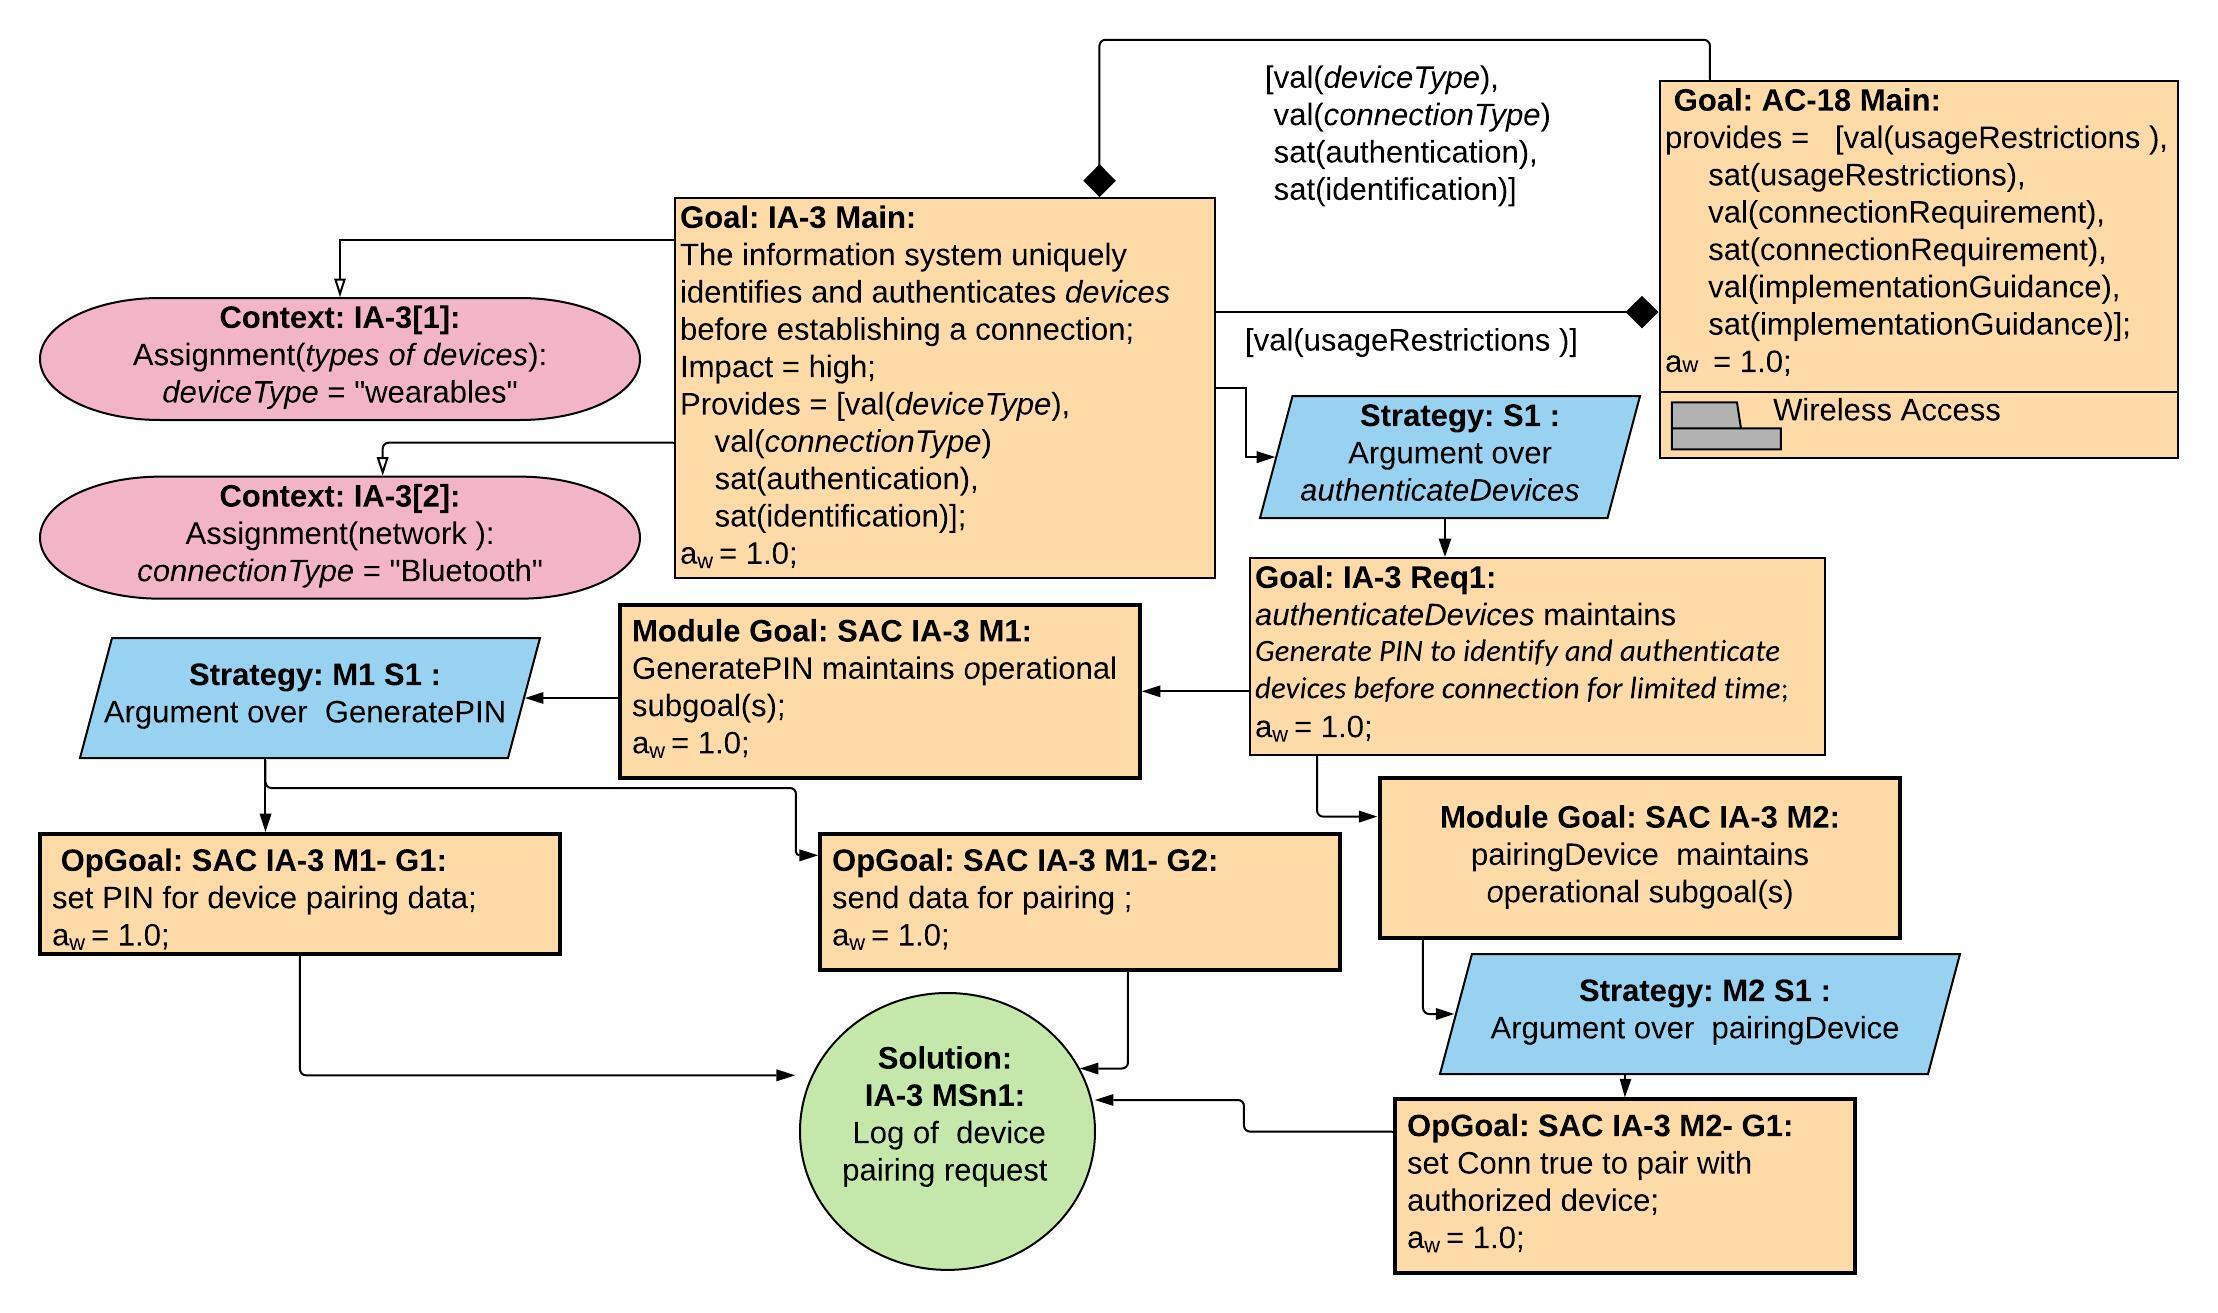 [val(deviceType),
val(connectionType)
sat(authentication),
sat(identification)]
Goal: AC-18 Main:
provides = [val(usageRestrictions ),
sat(usageRestrictions),
val(connectionRequirement),
sat(connectionRequirement),
val(implementationGuidance),
sat(implementationGuidance)];
aw = 1.0;
Wireless Access
Goal: IA-3 Main:
The information system uniquely
identifies and authenticates devices
before establishing a connection;
Impact = high;
Provides = [val(deviceType),
val(connectionType)
sat(authentication),
sat(identification)];
aw = 1.0;
[val(usageRestrictions )]
Context: IA-3[1]:
Assignment(types of devices):
deviceType = "wearables"
Context: IA-3[2]:
Assignment(network ):
connectionType = "Bluetooth"
Strategy: S1 :
Argument over
authenticateDevices
Goal: IA-3 Req1:
authenticateDevices maintains
Generate PIN to identify and authenticate
devices before connection for limited time;
aw = 1.0;
Module Goal: SAC IA-3 M1:
GeneratePIN maintains operational
subgoal(s);
aw = 1.0;
Strategy: M1 S1 :
Argument over GeneratePIN
OpGoal: SAC IA-3 M1- G1:
set PIN for device pairing data;
aw = 1.0;
OpGoal: SAC IA-3 M1- G2:
send data for pairing ;
aw = 1.0;
Module Goal: SAC IA-3 M2:
pairingDevice maintains
operational subgoal(s)
Strategy: M2 S1 :
Argument over pairingDevice
Solution:
IA-3 MSn1:
Log of device
pairing request
OpGoal: SAC IA-3 M2- G1:
set Conn true to pair with
authorized device;
aw = 1.0;